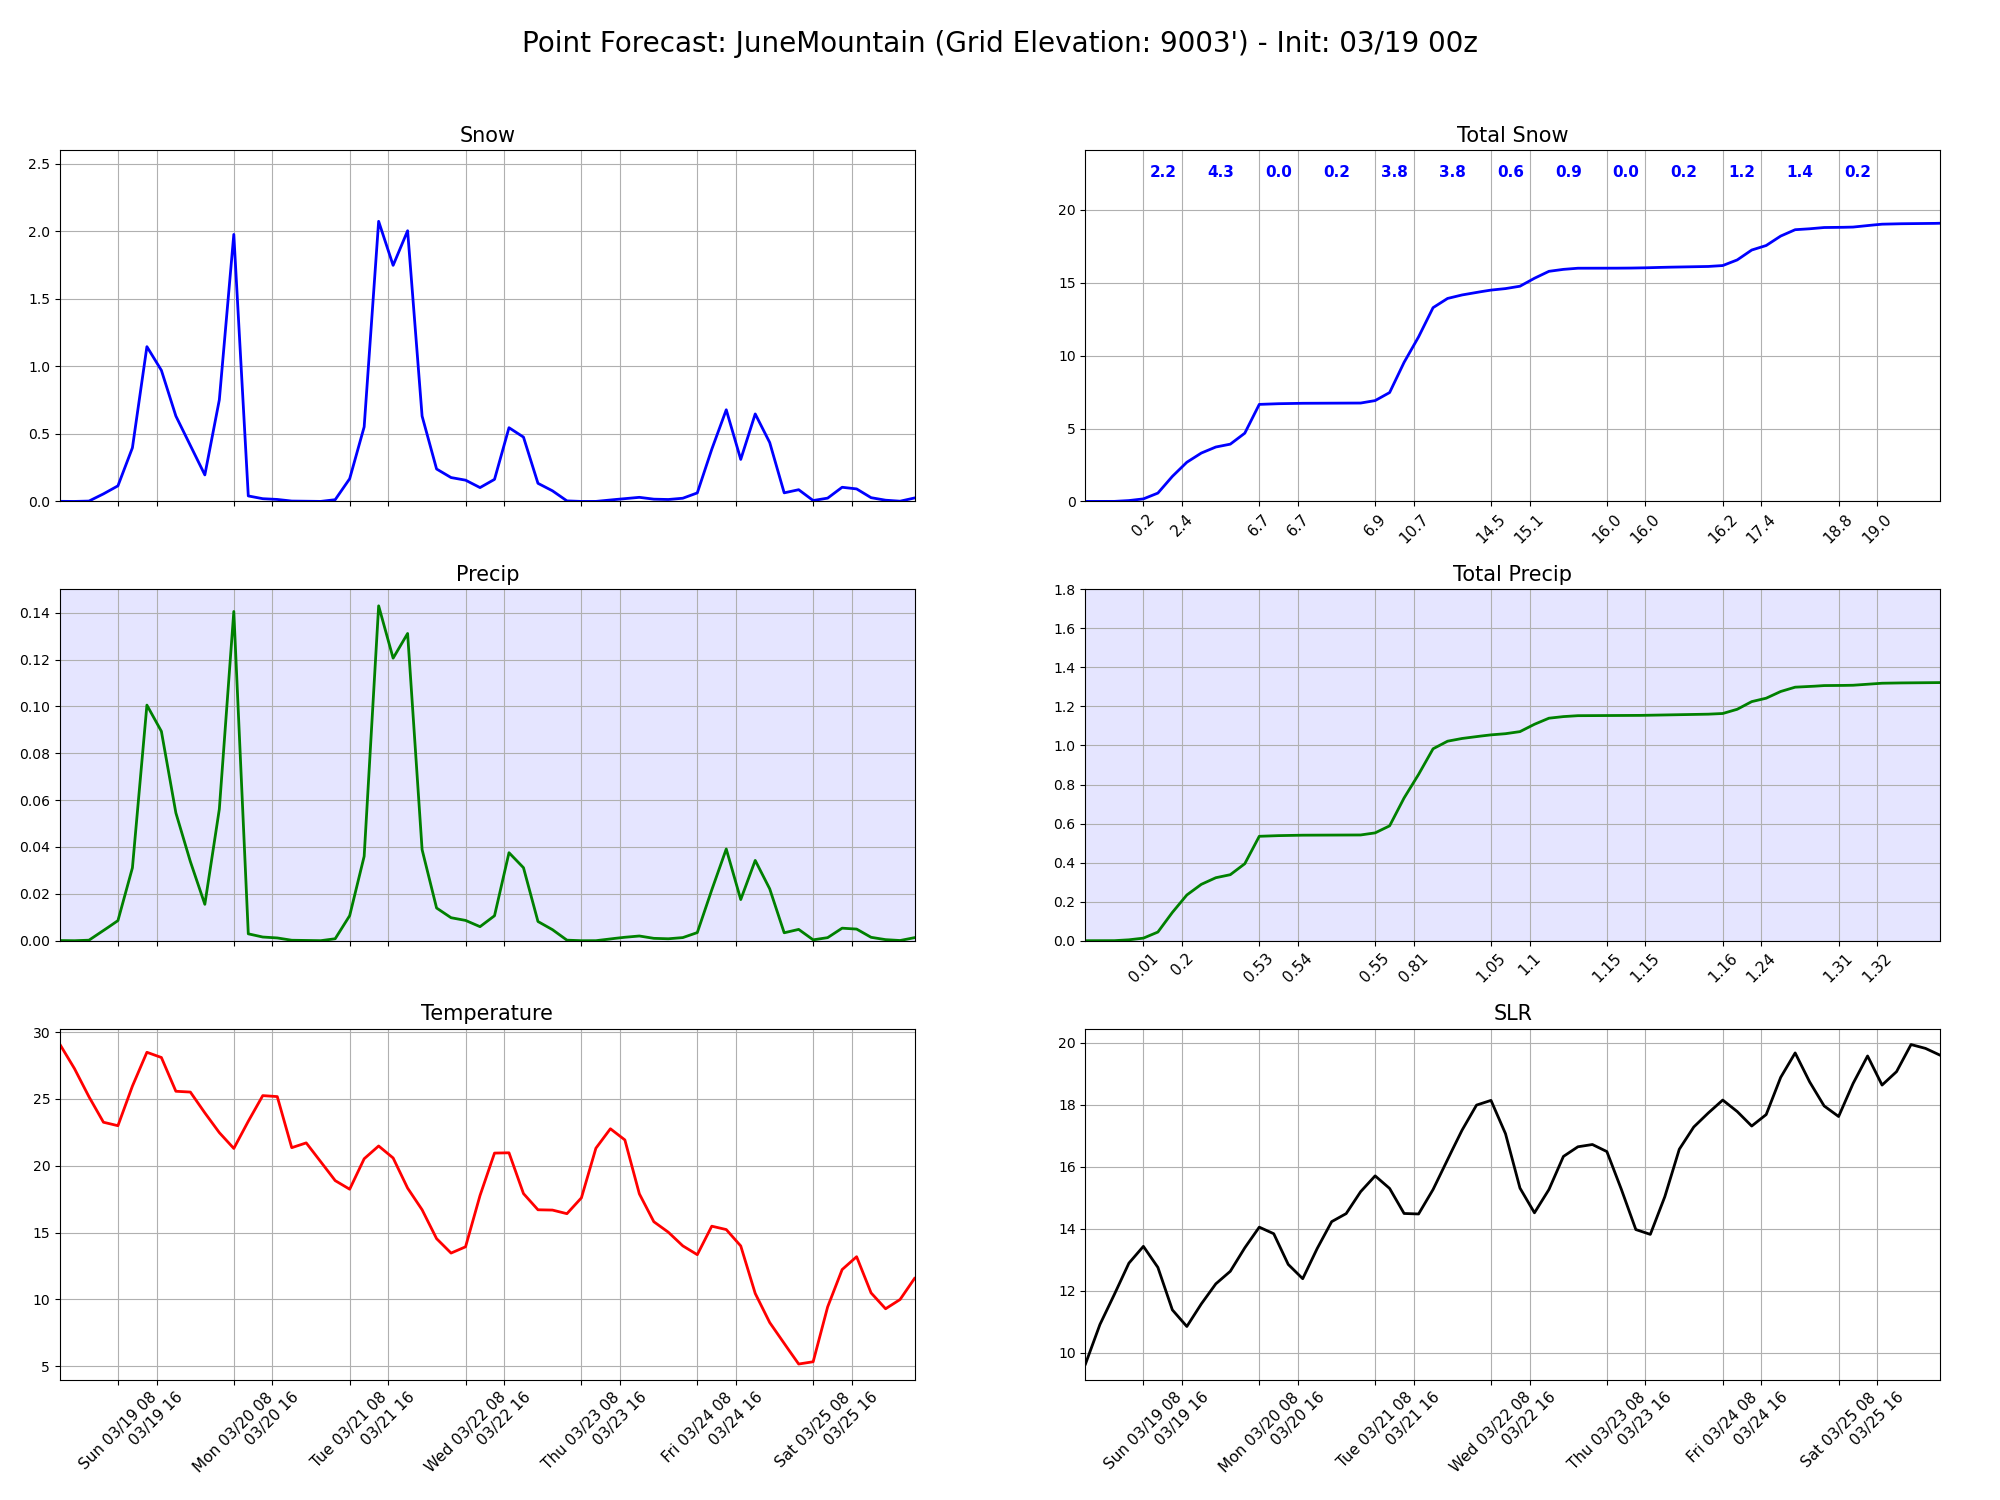 Point Forecast: JuneMountain (Grid Elevation: 9003') - Init: 03/19 00z
Snow
2.5
2.0
1.5
1.0
0.5
0.0
Total Snow
2.2 4.3 0.0 0.2 3.8 3.8 0.6 0.9 0.0 0.2 1.2 1.4 0.2
20
15
10
5
0
0.2 2.4 6.7 6.7 6.9 10.7 14.5 15.1 16.0 16.0 16.2 17.4 18.8 19.0
Precip
0.14
0.12
0.10
0.08
0.06
0.04
0.02
0.00
Total Precip
1.8
1.6
1.4
1.2
1.0
0.8
0.6
0.4
0.2
0.0
0.01 0.2 0.53 0.54 0.55 0.81 1.05 1.1 1.15 1.15 1.16 1.24 1.31 1.32
Temperature
30
25
20
15
10
5
Sun 03/19 08
03/19 16
Mon 03/20 08
03/20 16
Tue 03/21 08
03/21 16
Wed 03/22 08
03/22 16
Thu 03/23 08
03/23 16
Fri 03/24 08
03/24 16
Sat 03/25 08
03/25 16
SLR
20
18
16
14
12
10
Sun 03/19 08
03/19 16
Mon 03/20 08
03/20 16
Tue 03/21 08
03/21 16
Wed 03/22 08
03/22 16
Thu 03/23 08
03/23 16
Fri 03/24 08
03/24 16
Sat 03/25 08
03/25 16